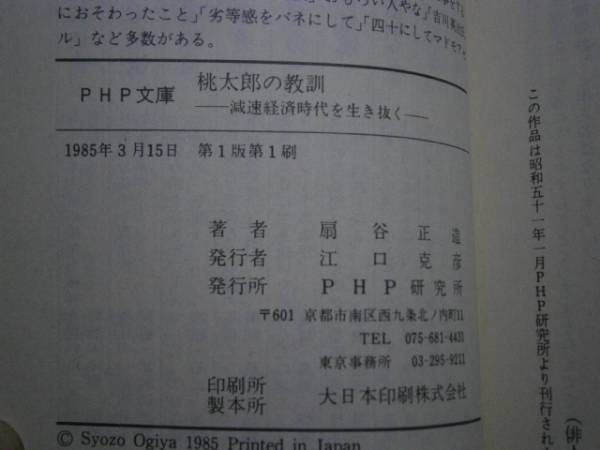 におそわったこと」「劣等感をバネにして」「四十にしてマドモアゼ
ル」など多数がある。
PHP文庫 桃太郎の教訓
——減速経済時代を生き抜く——
1985年3月15日 第1版第1刷
著者 扇谷正造
発行者 江口克彦
発行所 PHP研究所
〒601 京都市南区西九条北ノ内町11
TEL 075-681-4431
東京事務所 03-295-9211
印刷所
製本所 大日本印刷株式会社
© Syozo Ogiya 1985 Printed in Japan
この作品は昭和五十一年一月PHP研究所より刊行され